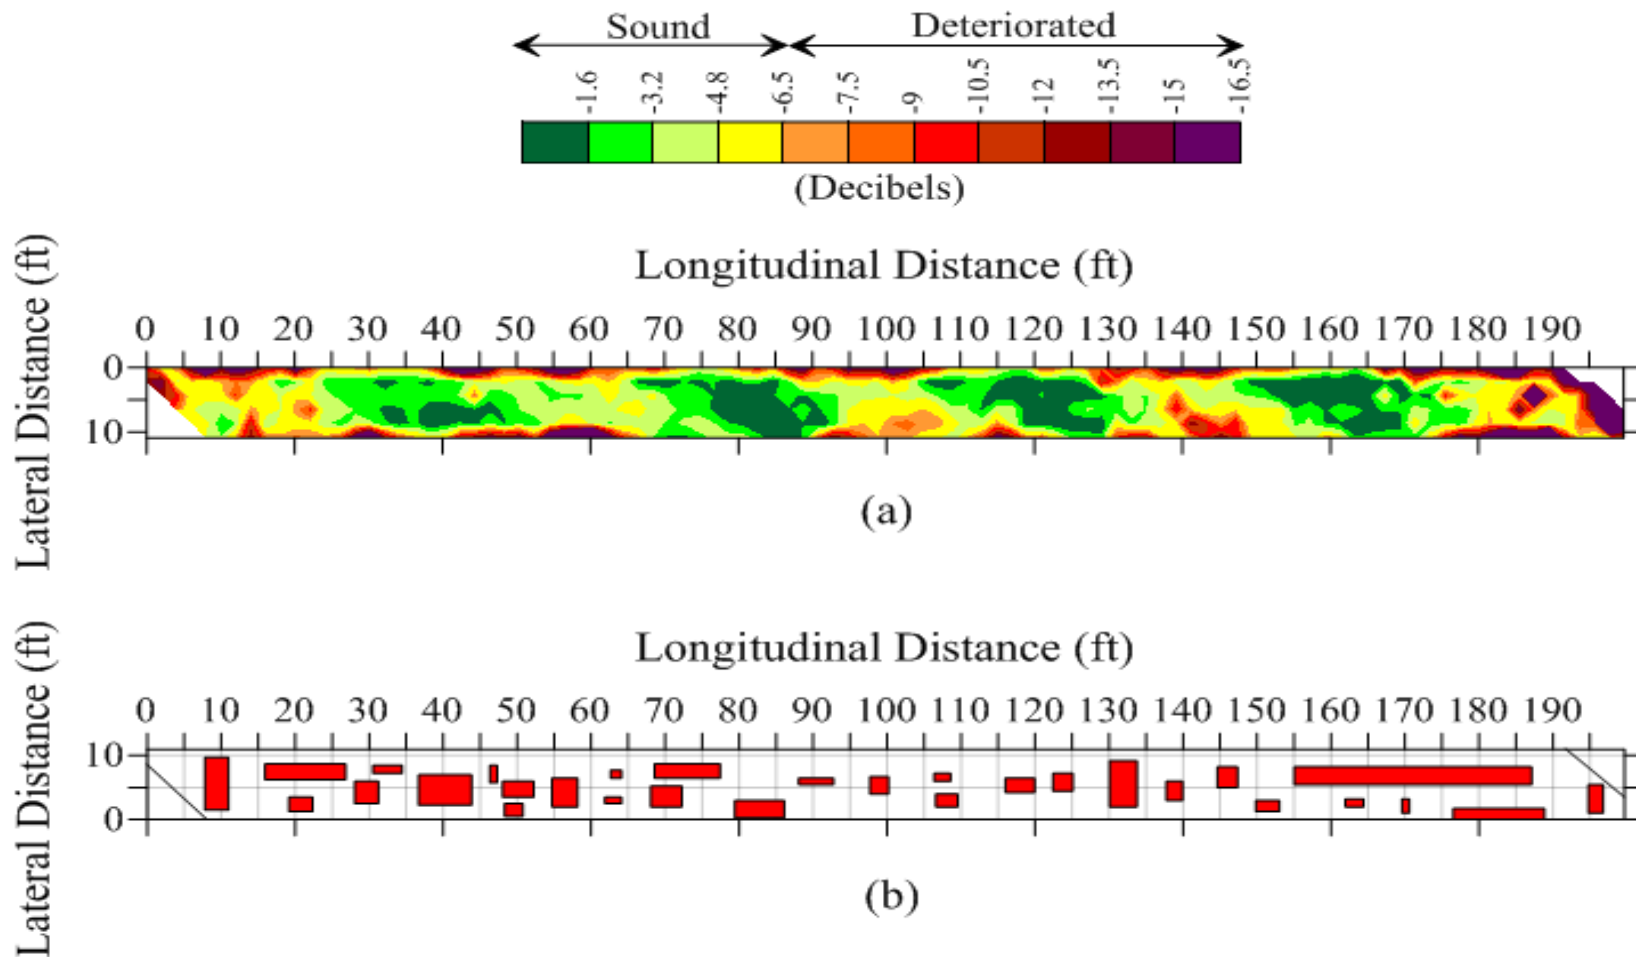 Sound Deteriorated
-1.6 -3.2 -4.8 -6.5 -7.5 -9 -10.5 -12 -13.5 -15 -16.5
(Decibels)
Longitudinal Distance (ft)
0 10 20 30 40 50 60 70 80 90 100 110 120 130 140 150 160 170 180 190
Lateral Distance (ft)
0
10
(a)
Longitudinal Distance (ft)
0 10 20 30 40 50 60 70 80 90 100 110 120 130 140 150 160 170 180 190
Lateral Distance (ft)
10
0
(b)